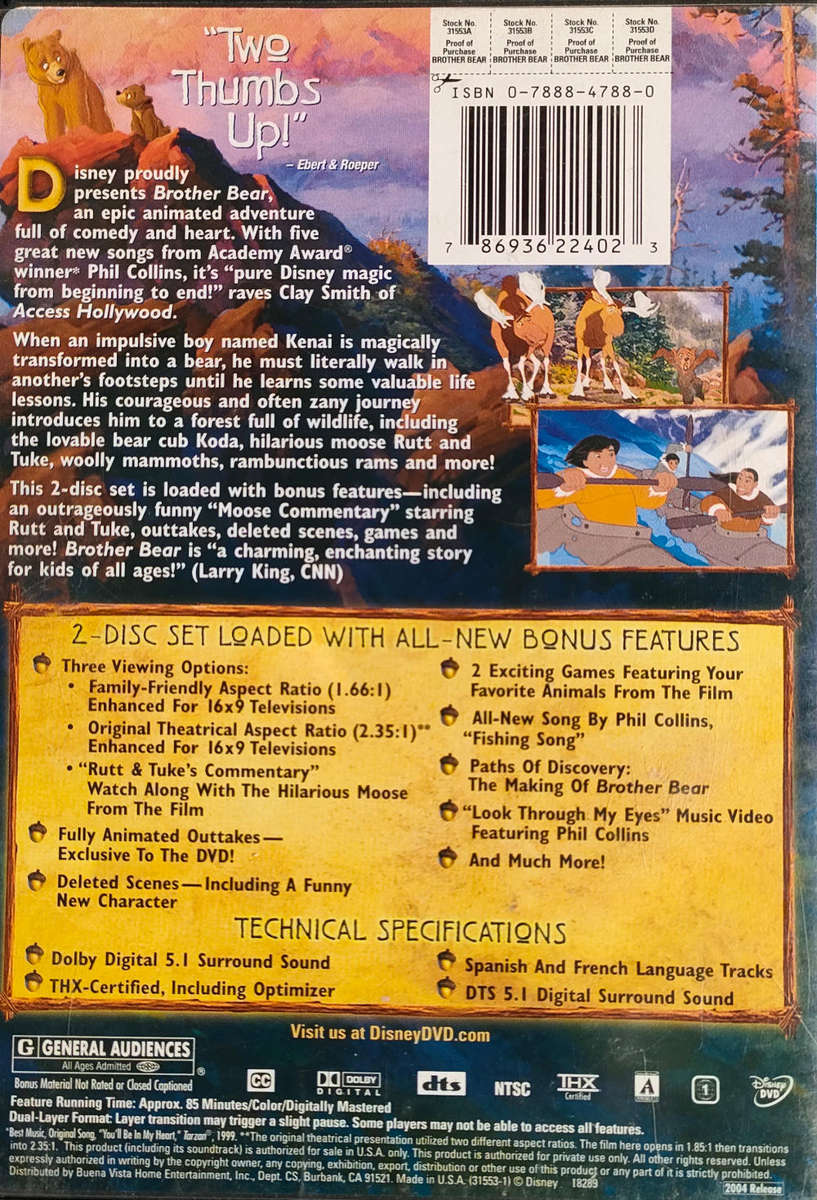 "Two
Thumbs
Up!"
– Ebert & Roeper
Stock No. 31553A
Proof of Purchase
BROTHER BEAR
Stock No. 31553B
Proof of Purchase
BROTHER BEAR
Stock No. 31553C
Proof of Purchase
BROTHER BEAR
Stock No. 31553D
Proof of Purchase
BROTHER BEAR
ISBN 0-7888-4788-0
7 86936 22402 3
Disney proudly
presents Brother Bear,
an epic animated adventure
full of comedy and heart. With five
great new songs from Academy Award®
winner* Phil Collins, it's "pure Disney magic
from beginning to end!" raves Clay Smith of
Access Hollywood.
When an impulsive boy named Kenai is magically
transformed into a bear, he must literally walk in
another's footsteps until he learns some valuable life
lessons. His courageous and often zany journey
introduces him to a forest full of wildlife, including
the lovable bear cub Koda, hilarious moose Rutt and
Tuke, woolly mammoths, rambunctious rams and more!
This 2-disc set is loaded with bonus features—including
an outrageously funny "Moose Commentary" starring
Rutt and Tuke, outtakes, deleted scenes, games and
more! Brother Bear is "a charming, enchanting story
for kids of all ages!" (Larry King, CNN)
2-DISC SET LOADED WITH ALL-NEW BONUS FEATURES
Three Viewing Options:
• Family-Friendly Aspect Ratio (1.66:1)
Enhanced For 16x9 Televisions
• Original Theatrical Aspect Ratio (2.35:1)**
Enhanced For 16x9 Televisions
• "Rutt & Tuke's Commentary"
Watch Along With The Hilarious Moose
From The Film
Fully Animated Outtakes—
Exclusive To The DVD!
Deleted Scenes—Including A Funny
New Character
2 Exciting Games Featuring Your
Favorite Animals From The Film
All-New Song By Phil Collins,
"Fishing Song"
Paths Of Discovery:
The Making Of Brother Bear
"Look Through My Eyes" Music Video
Featuring Phil Collins
And Much More!
TECHNICAL SPECIFICATIONS
Dolby Digital 5.1 Surround Sound
THX-Certified, Including Optimizer
Spanish And French Language Tracks
DTS 5.1 Digital Surround Sound
Visit us at DisneyDVD.com
G GENERAL AUDIENCES
All Ages Admitted
®
Bonus Material Not Rated or Closed Captioned
CC
DOLBY
DIGITAL
dts
NTSC
THX
Certified
A
1
Disney
DVD
Feature Running Time: Approx. 85 Minutes/Color/Digitally Mastered
Dual-Layer Format: Layer transition may trigger a slight pause. Some players may not be able to access all features.
*Best Music, Original Song, "You'll Be In My Heart," Tarzan®, 1999. **The original theatrical presentation utilized two different aspect ratios. The film here opens in 1.85:1 then transitions
into 2.35:1. This product (including its soundtrack) is authorized for sale in U.S.A. only. This product is authorized for private use only. All other rights reserved. Unless
expressly authorized in writing by the copyright owner, any copying, exhibition, export, distribution or other use of this product or any part of it is strictly prohibited.
Distributed by Buena Vista Home Entertainment, Inc., Dept. CS, Burbank, CA 91521. Made in U.S.A. (31553-1) © Disney 18289
2004 Release